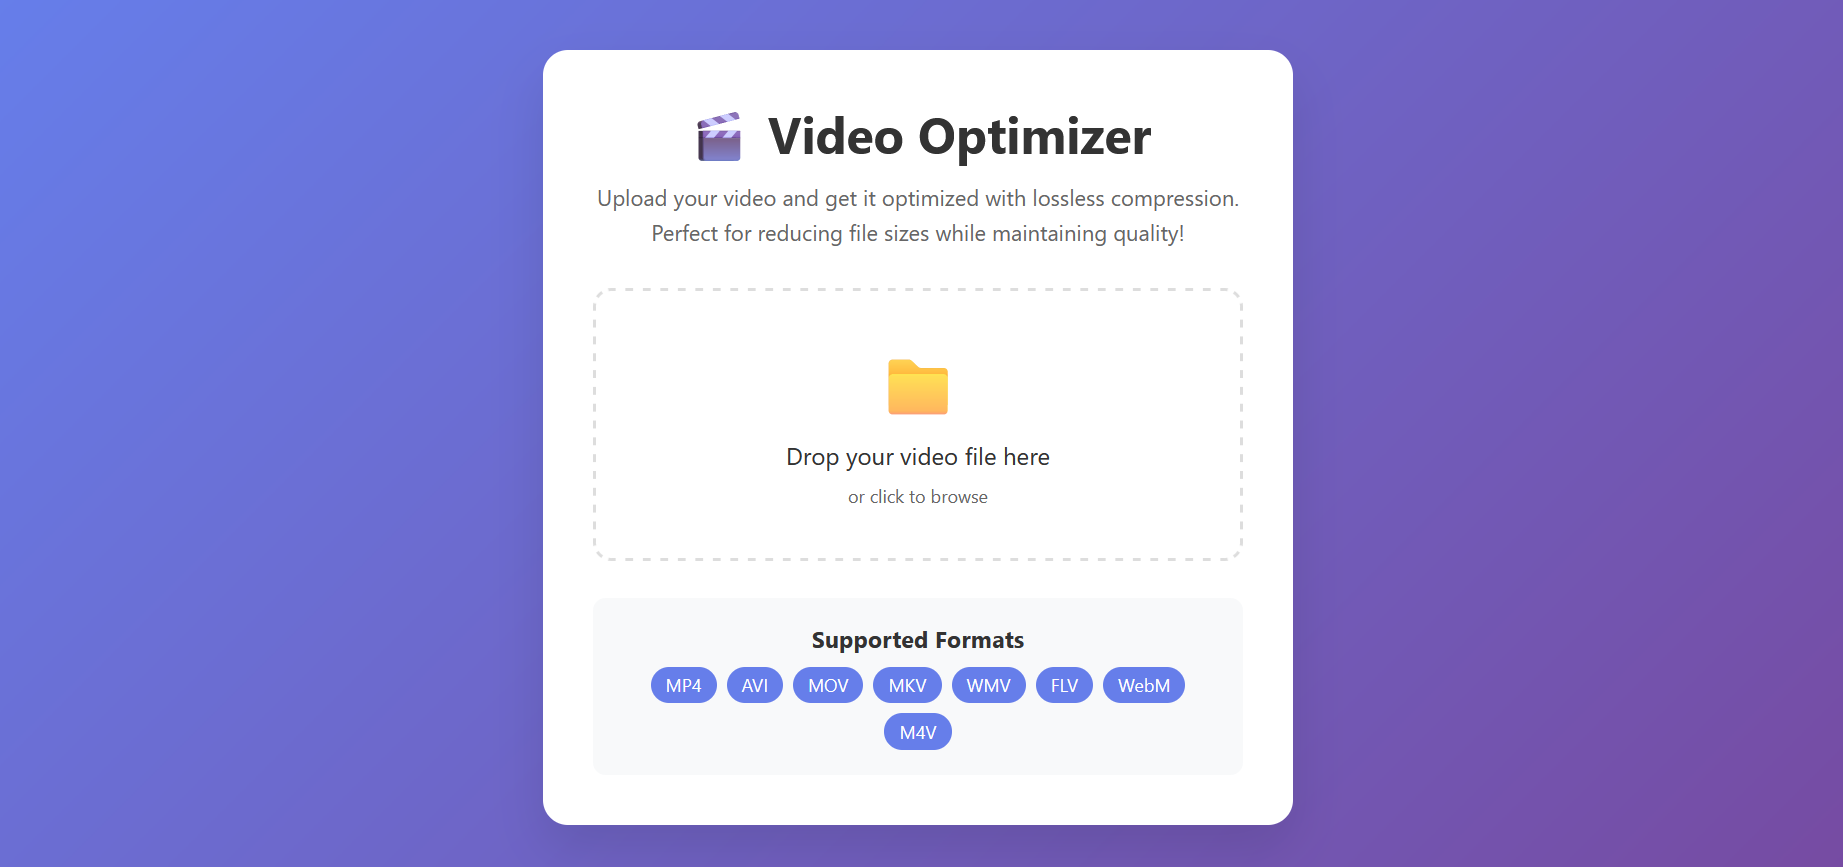 Video Optimizer
Upload your video and get it optimized with lossless compression.
Perfect for reducing file sizes while maintaining quality!
Drop your video file here
or click to browse
Supported Formats
MP4 AVI MOV MKV WMV FLV WebM
M4V